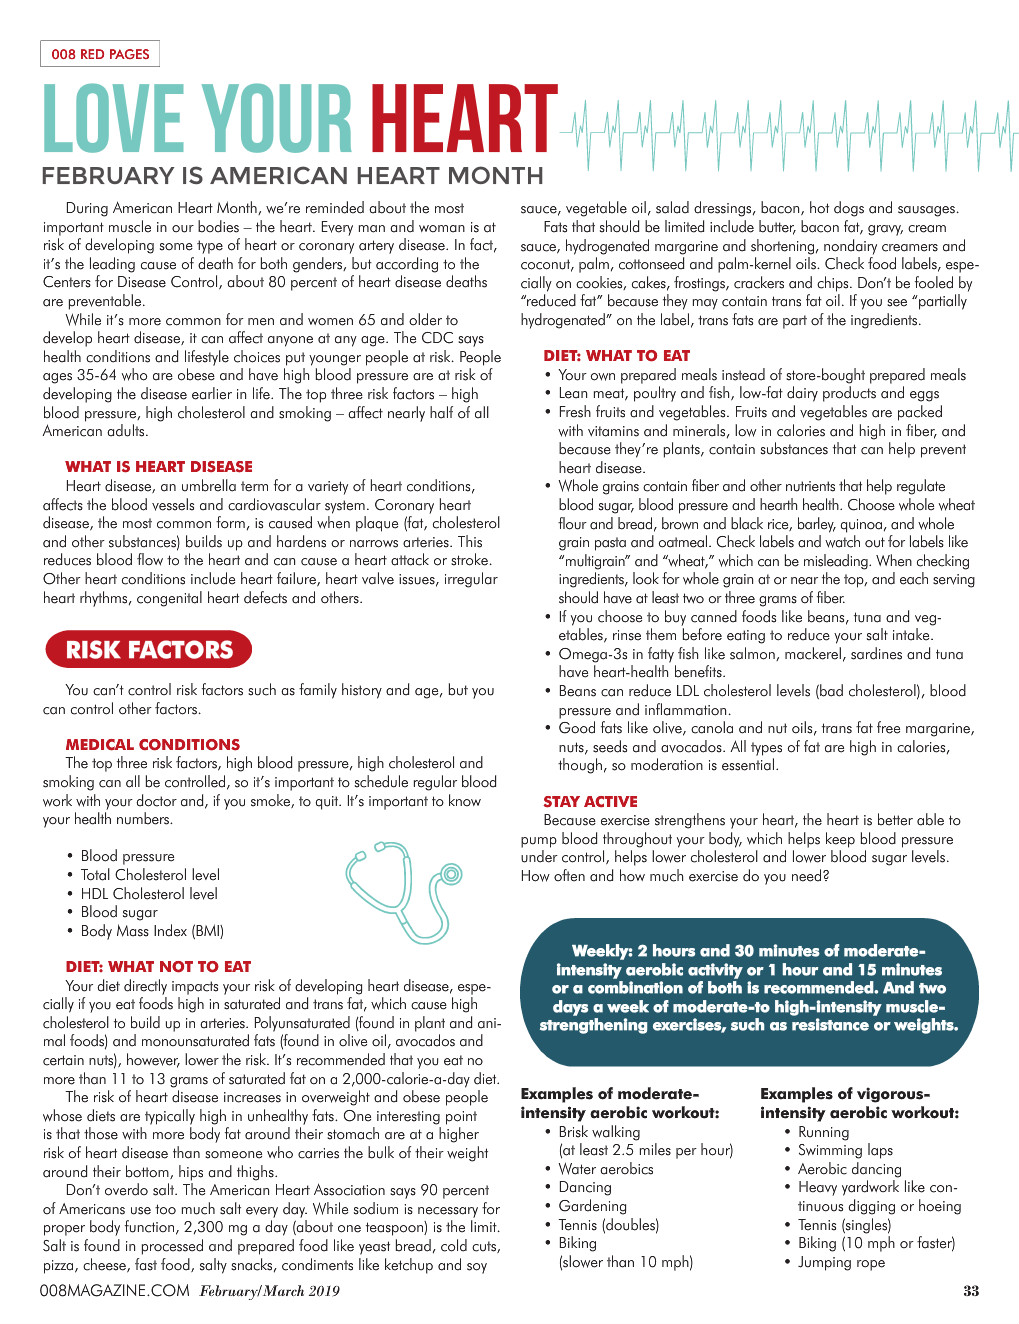 008 RED PAGES
LOVE YOUR HEART
FEBRUARY IS AMERICAN HEART MONTH
During American Heart Month, we're reminded about the most
important muscle in our bodies – the heart. Every man and woman is at
risk of developing some type of heart or coronary artery disease. In fact,
it's the leading cause of death for both genders, but according to the
Centers for Disease Control, about 80 percent of heart disease deaths
are preventable.
While it's more common for men and women 65 and older to
develop heart disease, it can affect anyone at any age. The CDC says
health conditions and lifestyle choices put younger people at risk. People
ages 35-64 who are obese and have high blood pressure are at risk of
developing the disease earlier in life. The top three risk factors – high
blood pressure, high cholesterol and smoking – affect nearly half of all
American adults.
WHAT IS HEART DISEASE
Heart disease, an umbrella term for a variety of heart conditions,
affects the blood vessels and cardiovascular system. Coronary heart
disease, the most common form, is caused when plaque (fat, cholesterol
and other substances) builds up and hardens or narrows arteries. This
reduces blood flow to the heart and can cause a heart attack or stroke.
Other heart conditions include heart failure, heart valve issues, irregular
heart rhythms, congenital heart defects and others.
RISK FACTORS
You can't control risk factors such as family history and age, but you
can control other factors.
MEDICAL CONDITIONS
The top three risk factors, high blood pressure, high cholesterol and
smoking can all be controlled, so it's important to schedule regular blood
work with your doctor and, if you smoke, to quit. It's important to know
your health numbers.
• Blood pressure
• Total Cholesterol level
• HDL Cholesterol level
• Blood sugar
• Body Mass Index (BMI)
DIET: WHAT NOT TO EAT
Your diet directly impacts your risk of developing heart disease, espe-
cially if you eat foods high in saturated and trans fat, which cause high
cholesterol to build up in arteries. Polyunsaturated (found in plant and ani-
mal foods) and monounsaturated fats (found in olive oil, avocados and
certain nuts), however, lower the risk. It's recommended that you eat no
more than 11 to 13 grams of saturated fat on a 2,000-calorie-a-day diet.
The risk of heart disease increases in overweight and obese people
whose diets are typically high in unhealthy fats. One interesting point
is that those with more body fat around their stomach are at a higher
risk of heart disease than someone who carries the bulk of their weight
around their bottom, hips and thighs.
Don't overdo salt. The American Heart Association says 90 percent
of Americans use too much salt every day. While sodium is necessary for
proper body function, 2,300 mg a day (about one teaspoon) is the limit.
Salt is found in processed and prepared food like yeast bread, cold cuts,
pizza, cheese, fast food, salty snacks, condiments like ketchup and soy
sauce, vegetable oil, salad dressings, bacon, hot dogs and sausages.
Fats that should be limited include butter, bacon fat, gravy, cream
sauce, hydrogenated margarine and shortening, nondairy creamers and
coconut, palm, cottonseed and palm-kernel oils. Check food labels, espe-
cially on cookies, cakes, frostings, crackers and chips. Don't be fooled by
"reduced fat" because they may contain trans fat oil. If you see "partially
hydrogenated" on the label, trans fats are part of the ingredients.
DIET: WHAT TO EAT
• Your own prepared meals instead of store-bought prepared meals
• Lean meat, poultry and fish, low-fat dairy products and eggs
• Fresh fruits and vegetables. Fruits and vegetables are packed
with vitamins and minerals, low in calories and high in fiber, and
because they're plants, contain substances that can help prevent
heart disease.
• Whole grains contain fiber and other nutrients that help regulate
blood sugar, blood pressure and hearth health. Choose whole wheat
flour and bread, brown and black rice, barley, quinoa, and whole
grain pasta and oatmeal. Check labels and watch out for labels like
"multigrain" and "wheat," which can be misleading. When checking
ingredients, look for whole grain at or near the top, and each serving
should have at least two or three grams of fiber.
• If you choose to buy canned foods like beans, tuna and veg-
etables, rinse them before eating to reduce your salt intake.
• Omega-3s in fatty fish like salmon, mackerel, sardines and tuna
have heart-health benefits.
• Beans can reduce LDL cholesterol levels (bad cholesterol), blood
pressure and inflammation.
• Good fats like olive, canola and nut oils, trans fat free margarine,
nuts, seeds and avocados. All types of fat are high in calories,
though, so moderation is essential.
STAY ACTIVE
Because exercise strengthens your heart, the heart is better able to
pump blood throughout your body, which helps keep blood pressure
under control, helps lower cholesterol and lower blood sugar levels.
How often and how much exercise do you need?
Weekly: 2 hours and 30 minutes of moderate-
intensity aerobic activity or 1 hour and 15 minutes
or a combination of both is recommended. And two
days a week of moderate-to high-intensity muscle-
strengthening exercises, such as resistance or weights.
Examples of moderate-
intensity aerobic workout:
• Brisk walking
(at least 2.5 miles per hour)
• Water aerobics
• Dancing
• Gardening
• Tennis (doubles)
• Biking
(slower than 10 mph)
Examples of vigorous-
intensity aerobic workout:
• Running
• Swimming laps
• Aerobic dancing
• Heavy yardwork like con-
tinuous digging or hoeing
• Tennis (singles)
• Biking (10 mph or faster)
• Jumping rope
008MAGAZINE.COM February/March 2019
33